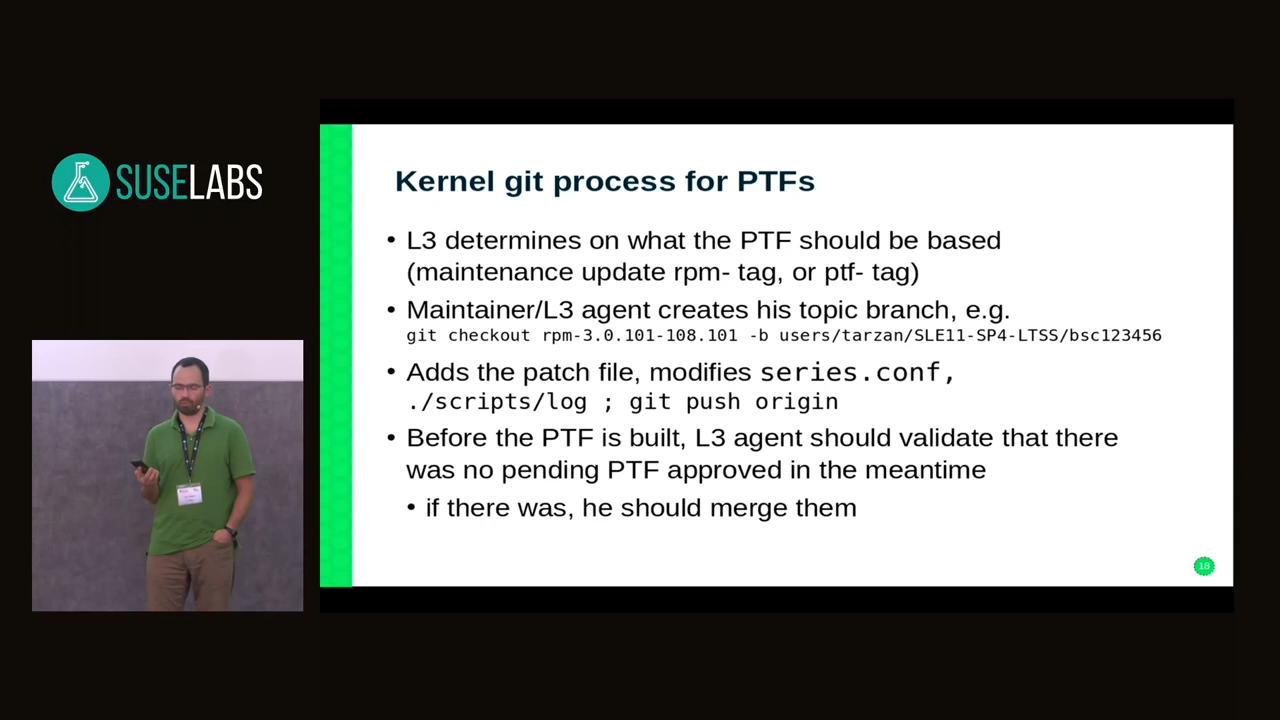 SUSELABS
Kernel git process for PTFs
• L3 determines on what the PTF should be based
(maintenance update rpm- tag, or ptf- tag)
• Maintainer/L3 agent creates his topic branch, e.g.
git checkout rpm-3.0.101-108.101 -b users/tarzan/SLE11-SP4-LTSS/bsc123456
• Adds the patch file, modifies series.conf,
./scripts/log ; git push origin
• Before the PTF is built, L3 agent should validate that there
was no pending PTF approved in the meantime
• if there was, he should merge them
18